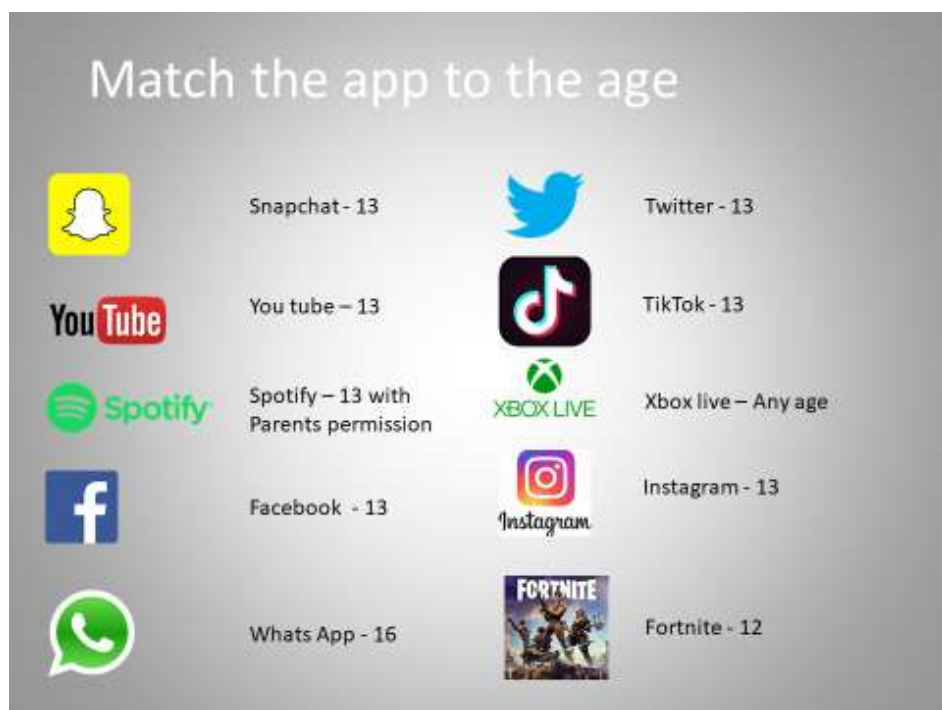 Match the app to the age
Snapchat - 13
Twitter - 13
YouTube
You tube – 13
TikTok - 13
Spotify
Spotify – 13 with
Parents permission
XBOX LIVE
Xbox live – Any age
Facebook - 13
Instagram
Instagram - 13
Whats App - 16
FORTNITE
Fortnite - 12